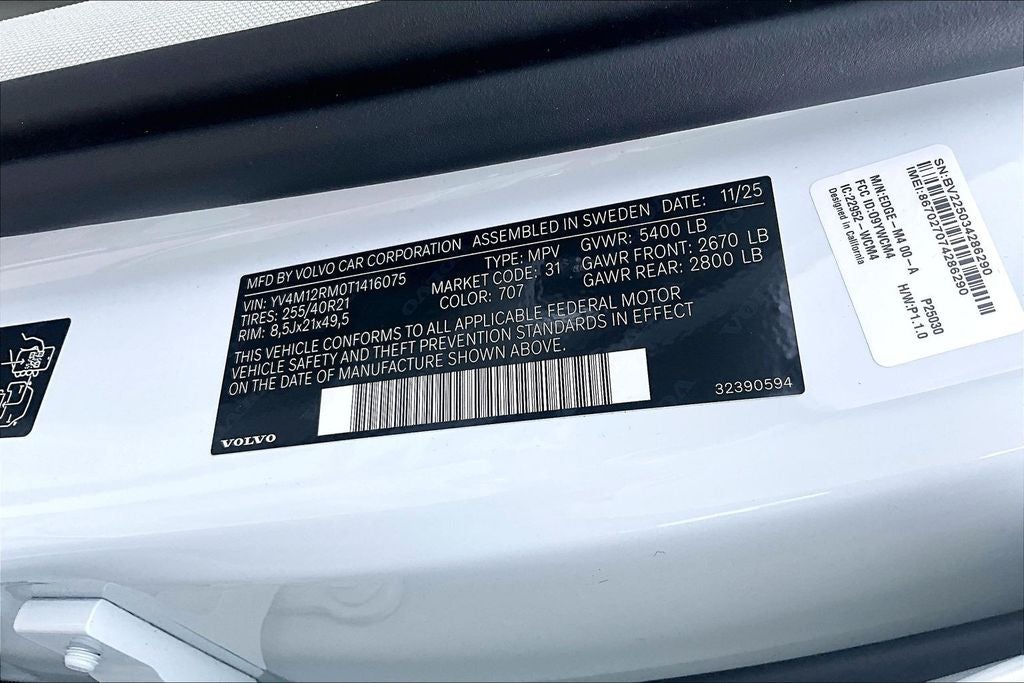 MFD BY VOLVO CAR CORPORATION ASSEMBLED IN SWEDEN DATE: 11/25
VIN: YV4M12RM0T1416075 TYPE: MPV GVWR: 5400 LB
TIRES: 255/40R21 MARKET CODE: 31 GAWR FRONT: 2670 LB
RIM: 8,5Jx21x49,5 COLOR: 707 GAWR REAR: 2800 LB
THIS VEHICLE CONFORMS TO ALL APPLICABLE FEDERAL MOTOR
VEHICLE SAFETY AND THEFT PREVENTION STANDARDS IN EFFECT
ON THE DATE OF MANUFACTURE SHOWN ABOVE.
VOLVO
32390594
SN:BV225034286290
IMEI:867027074286290
M/N:EDGE-M4 00-A P25030
FCC ID:09YWCM4 H/W:P1.1.0
IC:22952-WCM4
Designed in California